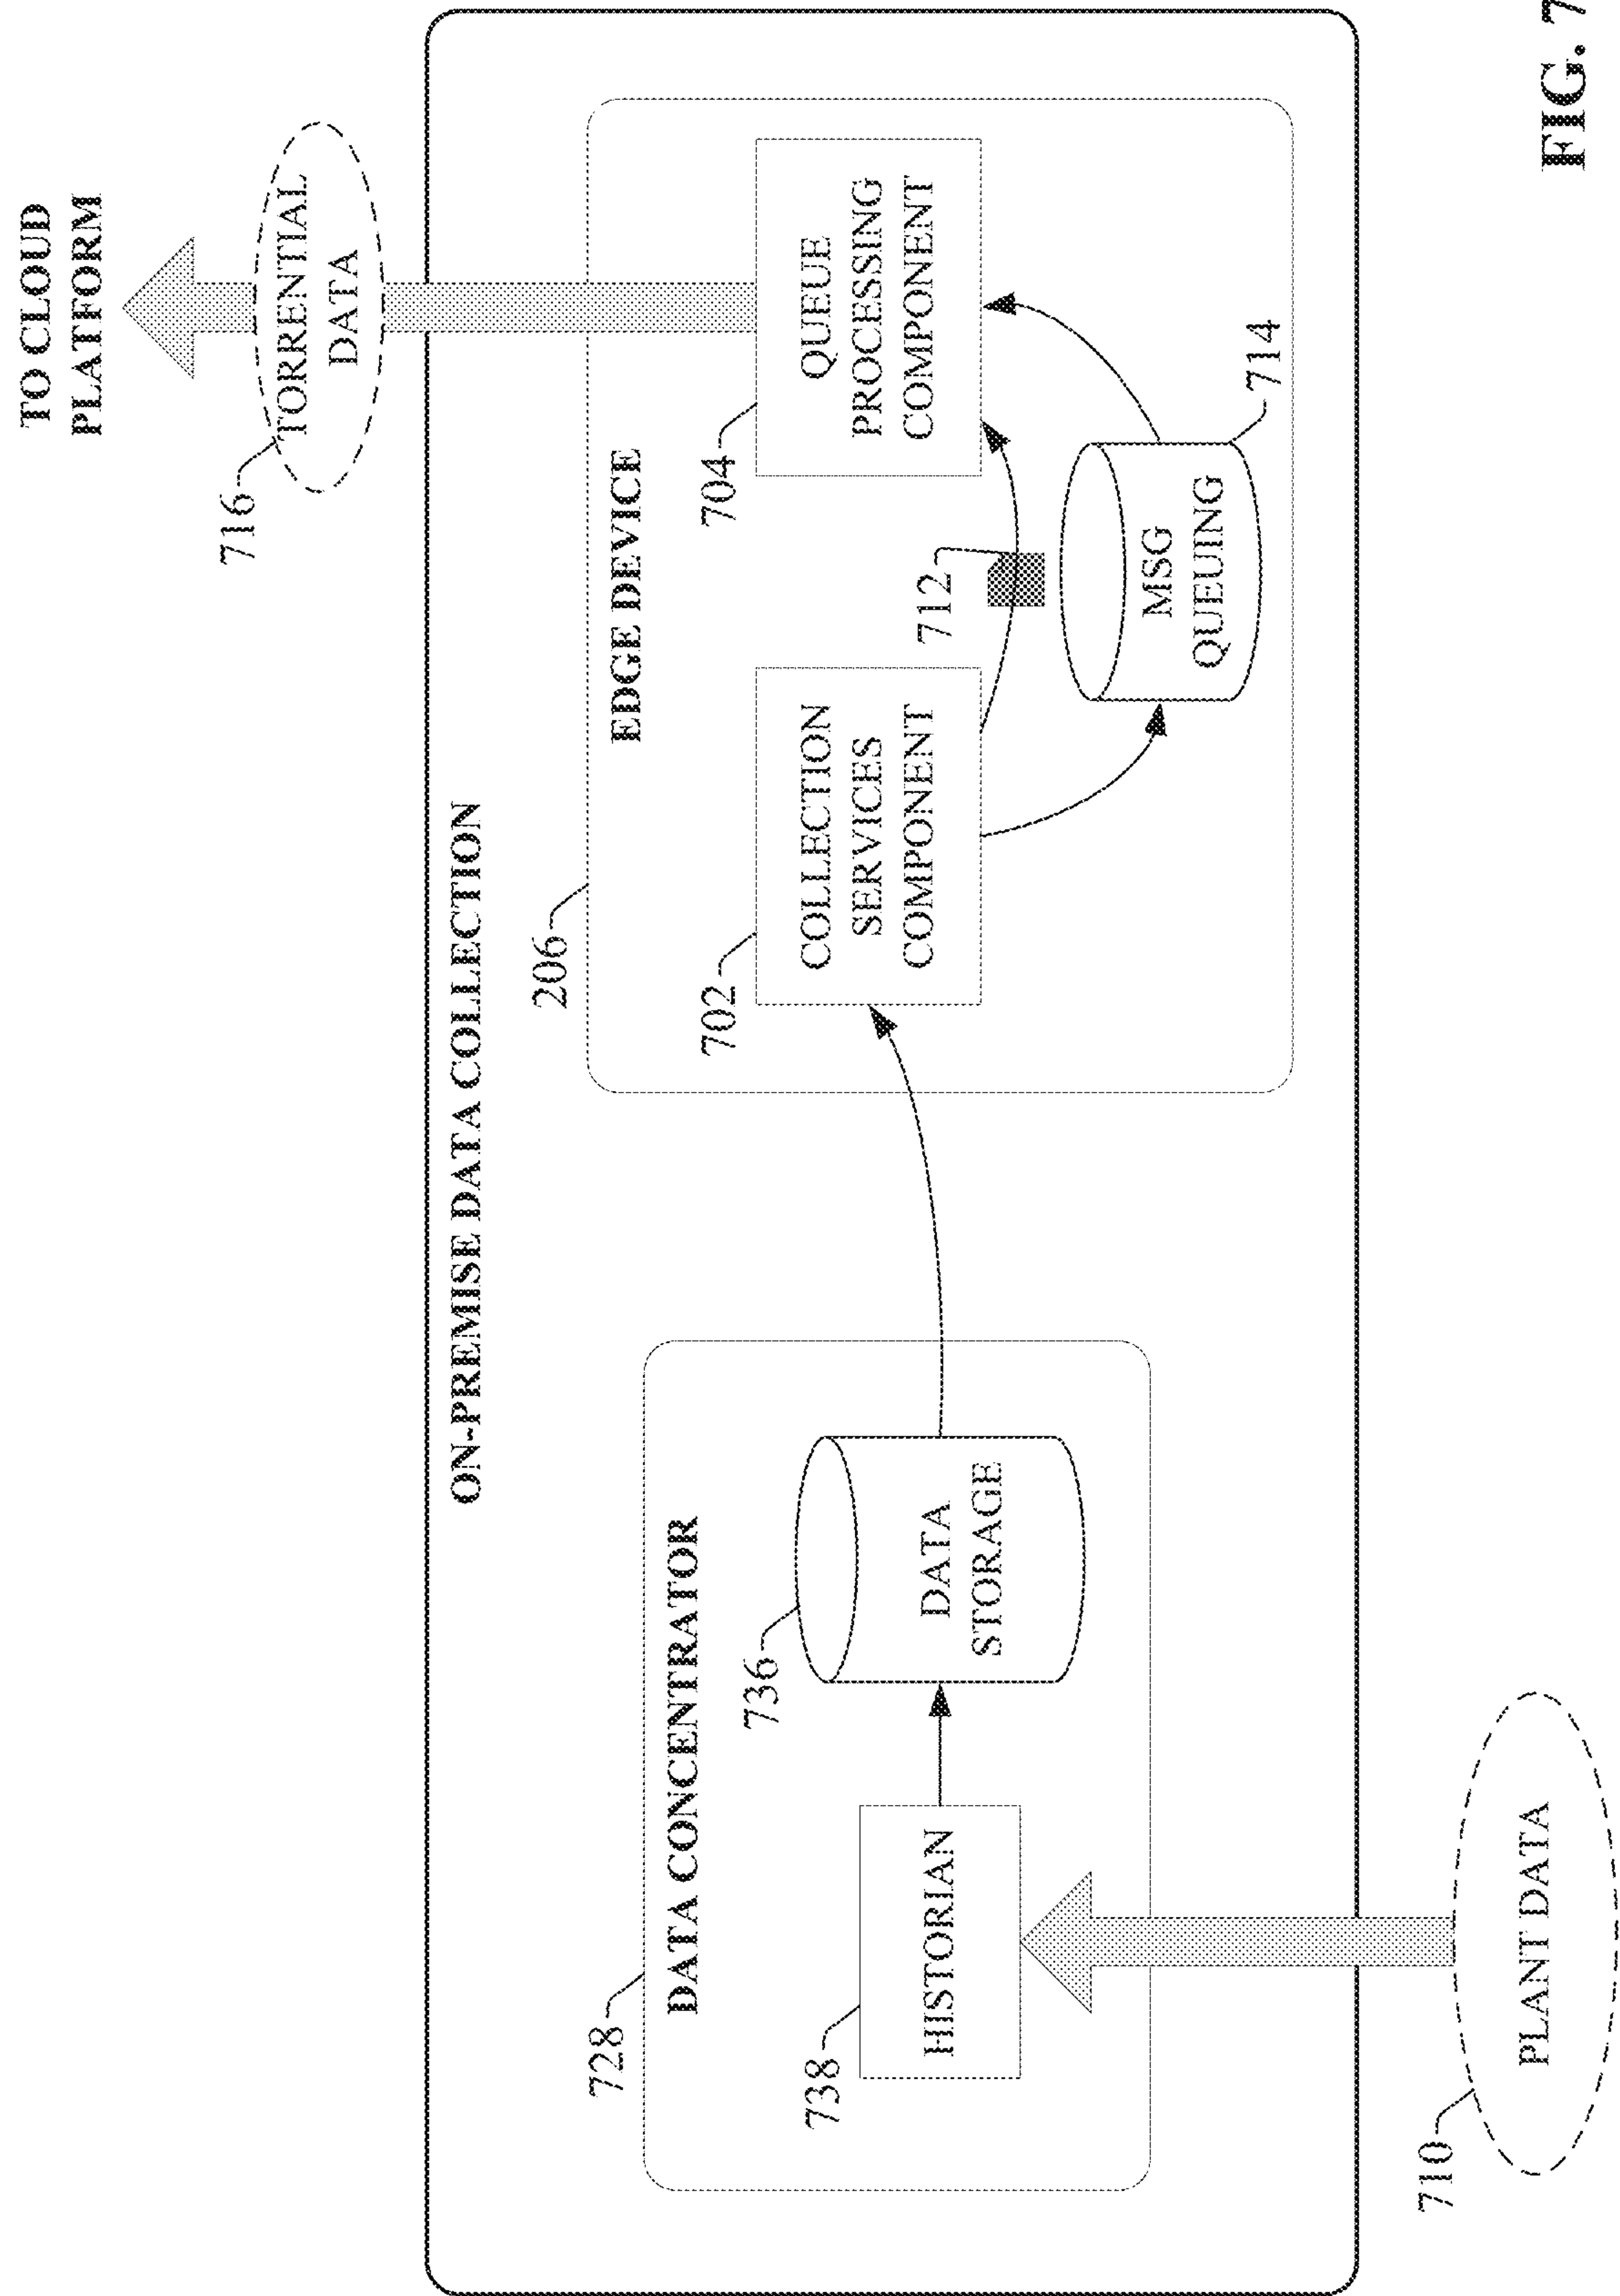 TO CLOUD
PLATFORM
716
TORRENTIAL
DATA
ON-PREMISE DATA COLLECTION
206
EDGE DEVICE
728
DATA CONCENTRATOR
702
COLLECTION
SERVICES
COMPONENT
704
QUEUE
PROCESSING
COMPONENT
736
DATA
STORAGE
738
HISTORIAN
712
MSG
QUEUING
714
710
PLANT DATA
FIG. 7